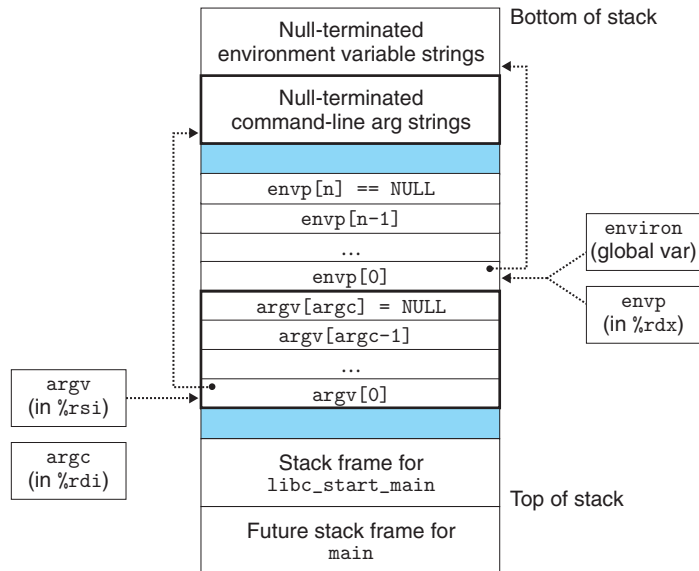 Bottom of stack
Null-terminated
environment variable strings
Null-terminated
command-line arg strings
envp[n] == NULL
envp[n-1]
...
envp[0]
environ
(global var)
envp
(in %rdx)
argv[argc] = NULL
argv[argc-1]
...
argv[0]
argv
(in %rsi)
argc
(in %rdi)
Stack frame for
libc_start_main
Top of stack
Future stack frame for
main